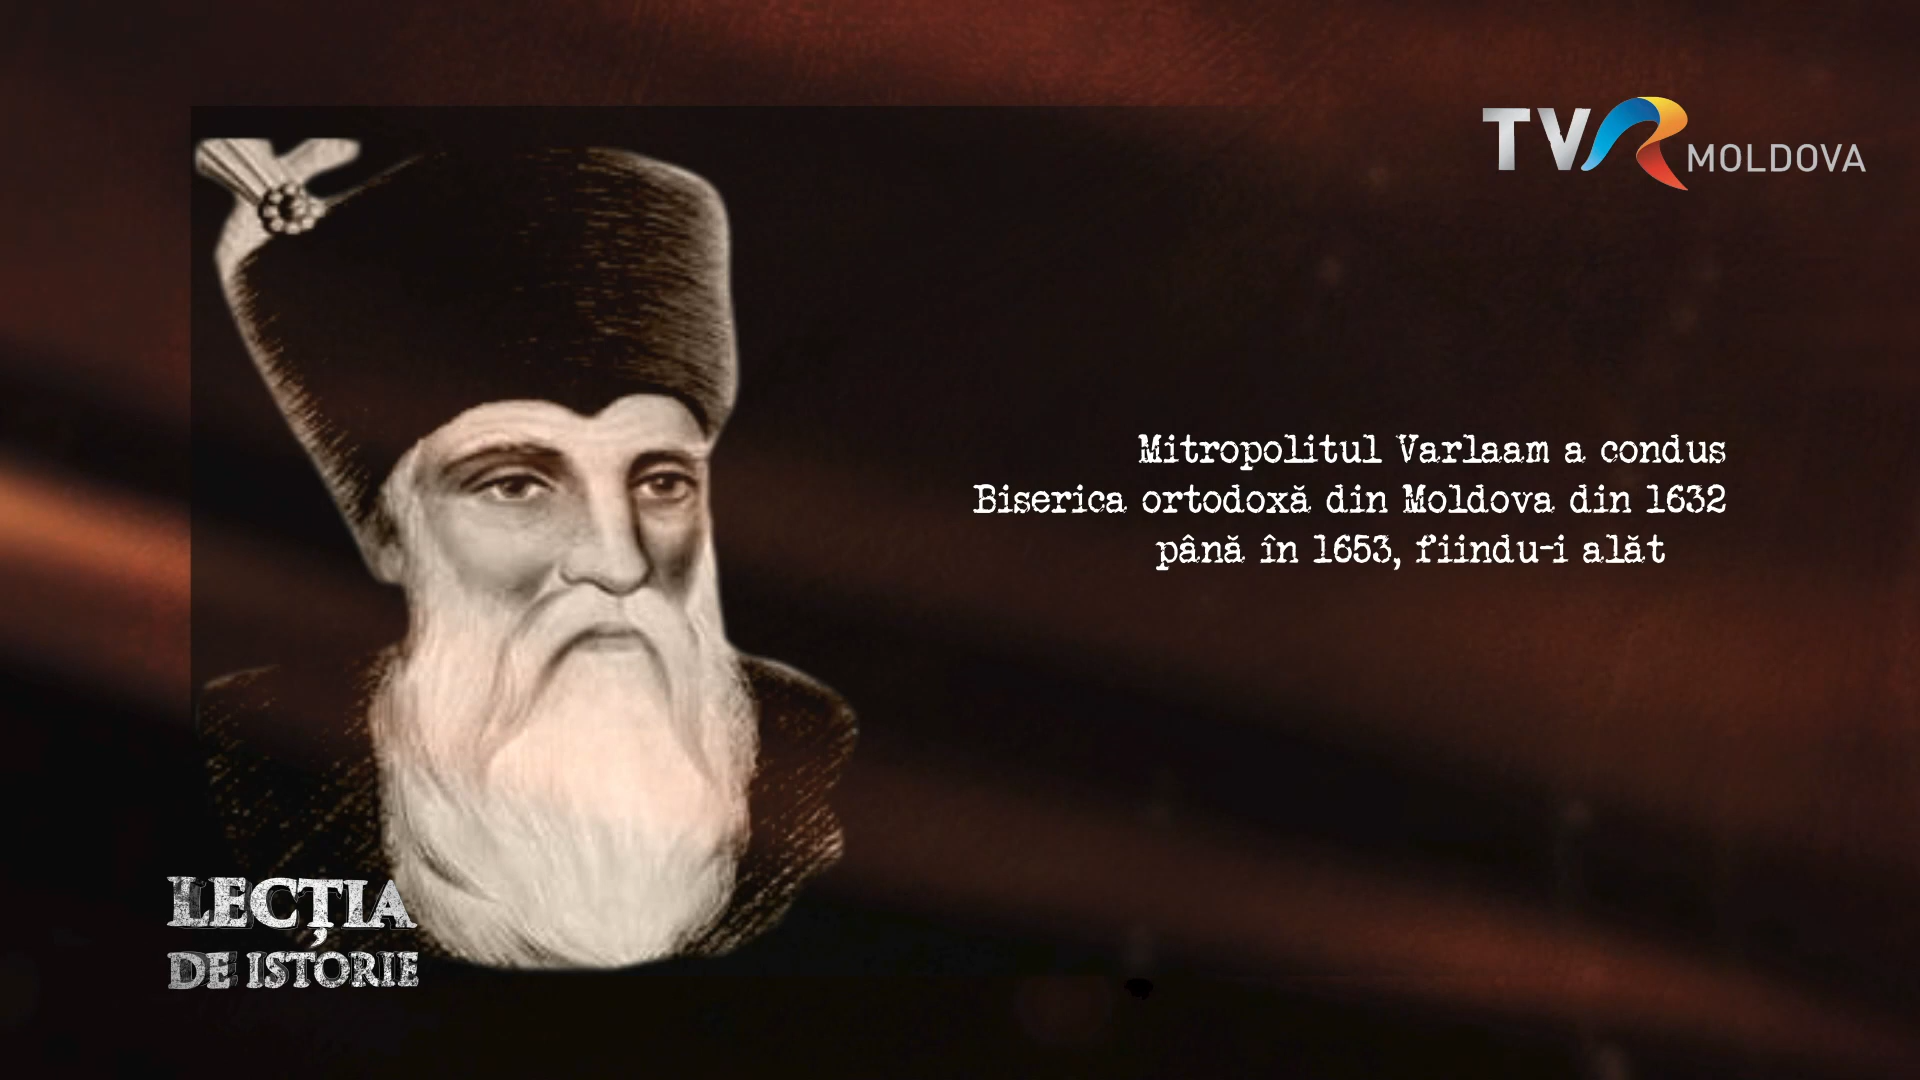 TVR MOLDOVA
Mitropolitul Varlaam a condus
Biserica ortodoxă din Moldova din 1632
până în 1653, fiindu-i alăt
LECȚIA
DE ISTORIE